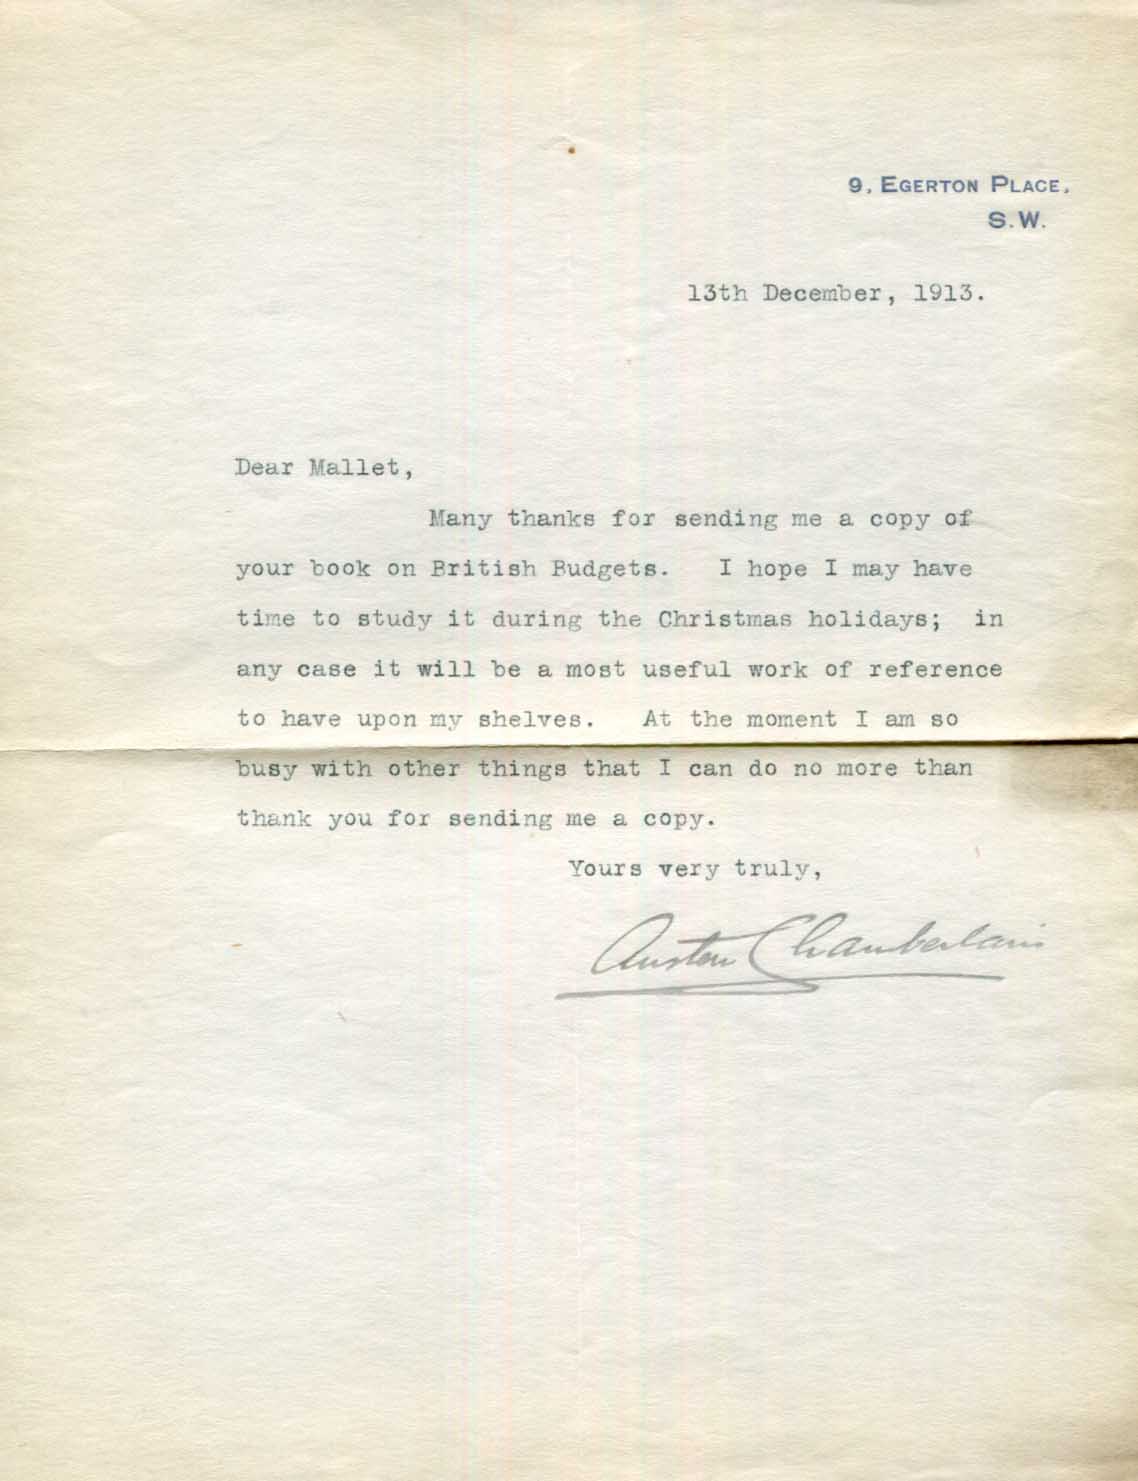 9, EGERTON PLACE,
S.W.
13th December, 1913.
Dear Mallet,
Many thanks for sending me a copy of
your book on British Budgets. I hope I may have
time to study it during the Christmas holidays; in
any case it will be a most useful work of reference
to have upon my shelves. At the moment I am so
busy with other things that I can do no more than
thank you for sending me a copy.
Yours very truly,
Austen Chamberlain